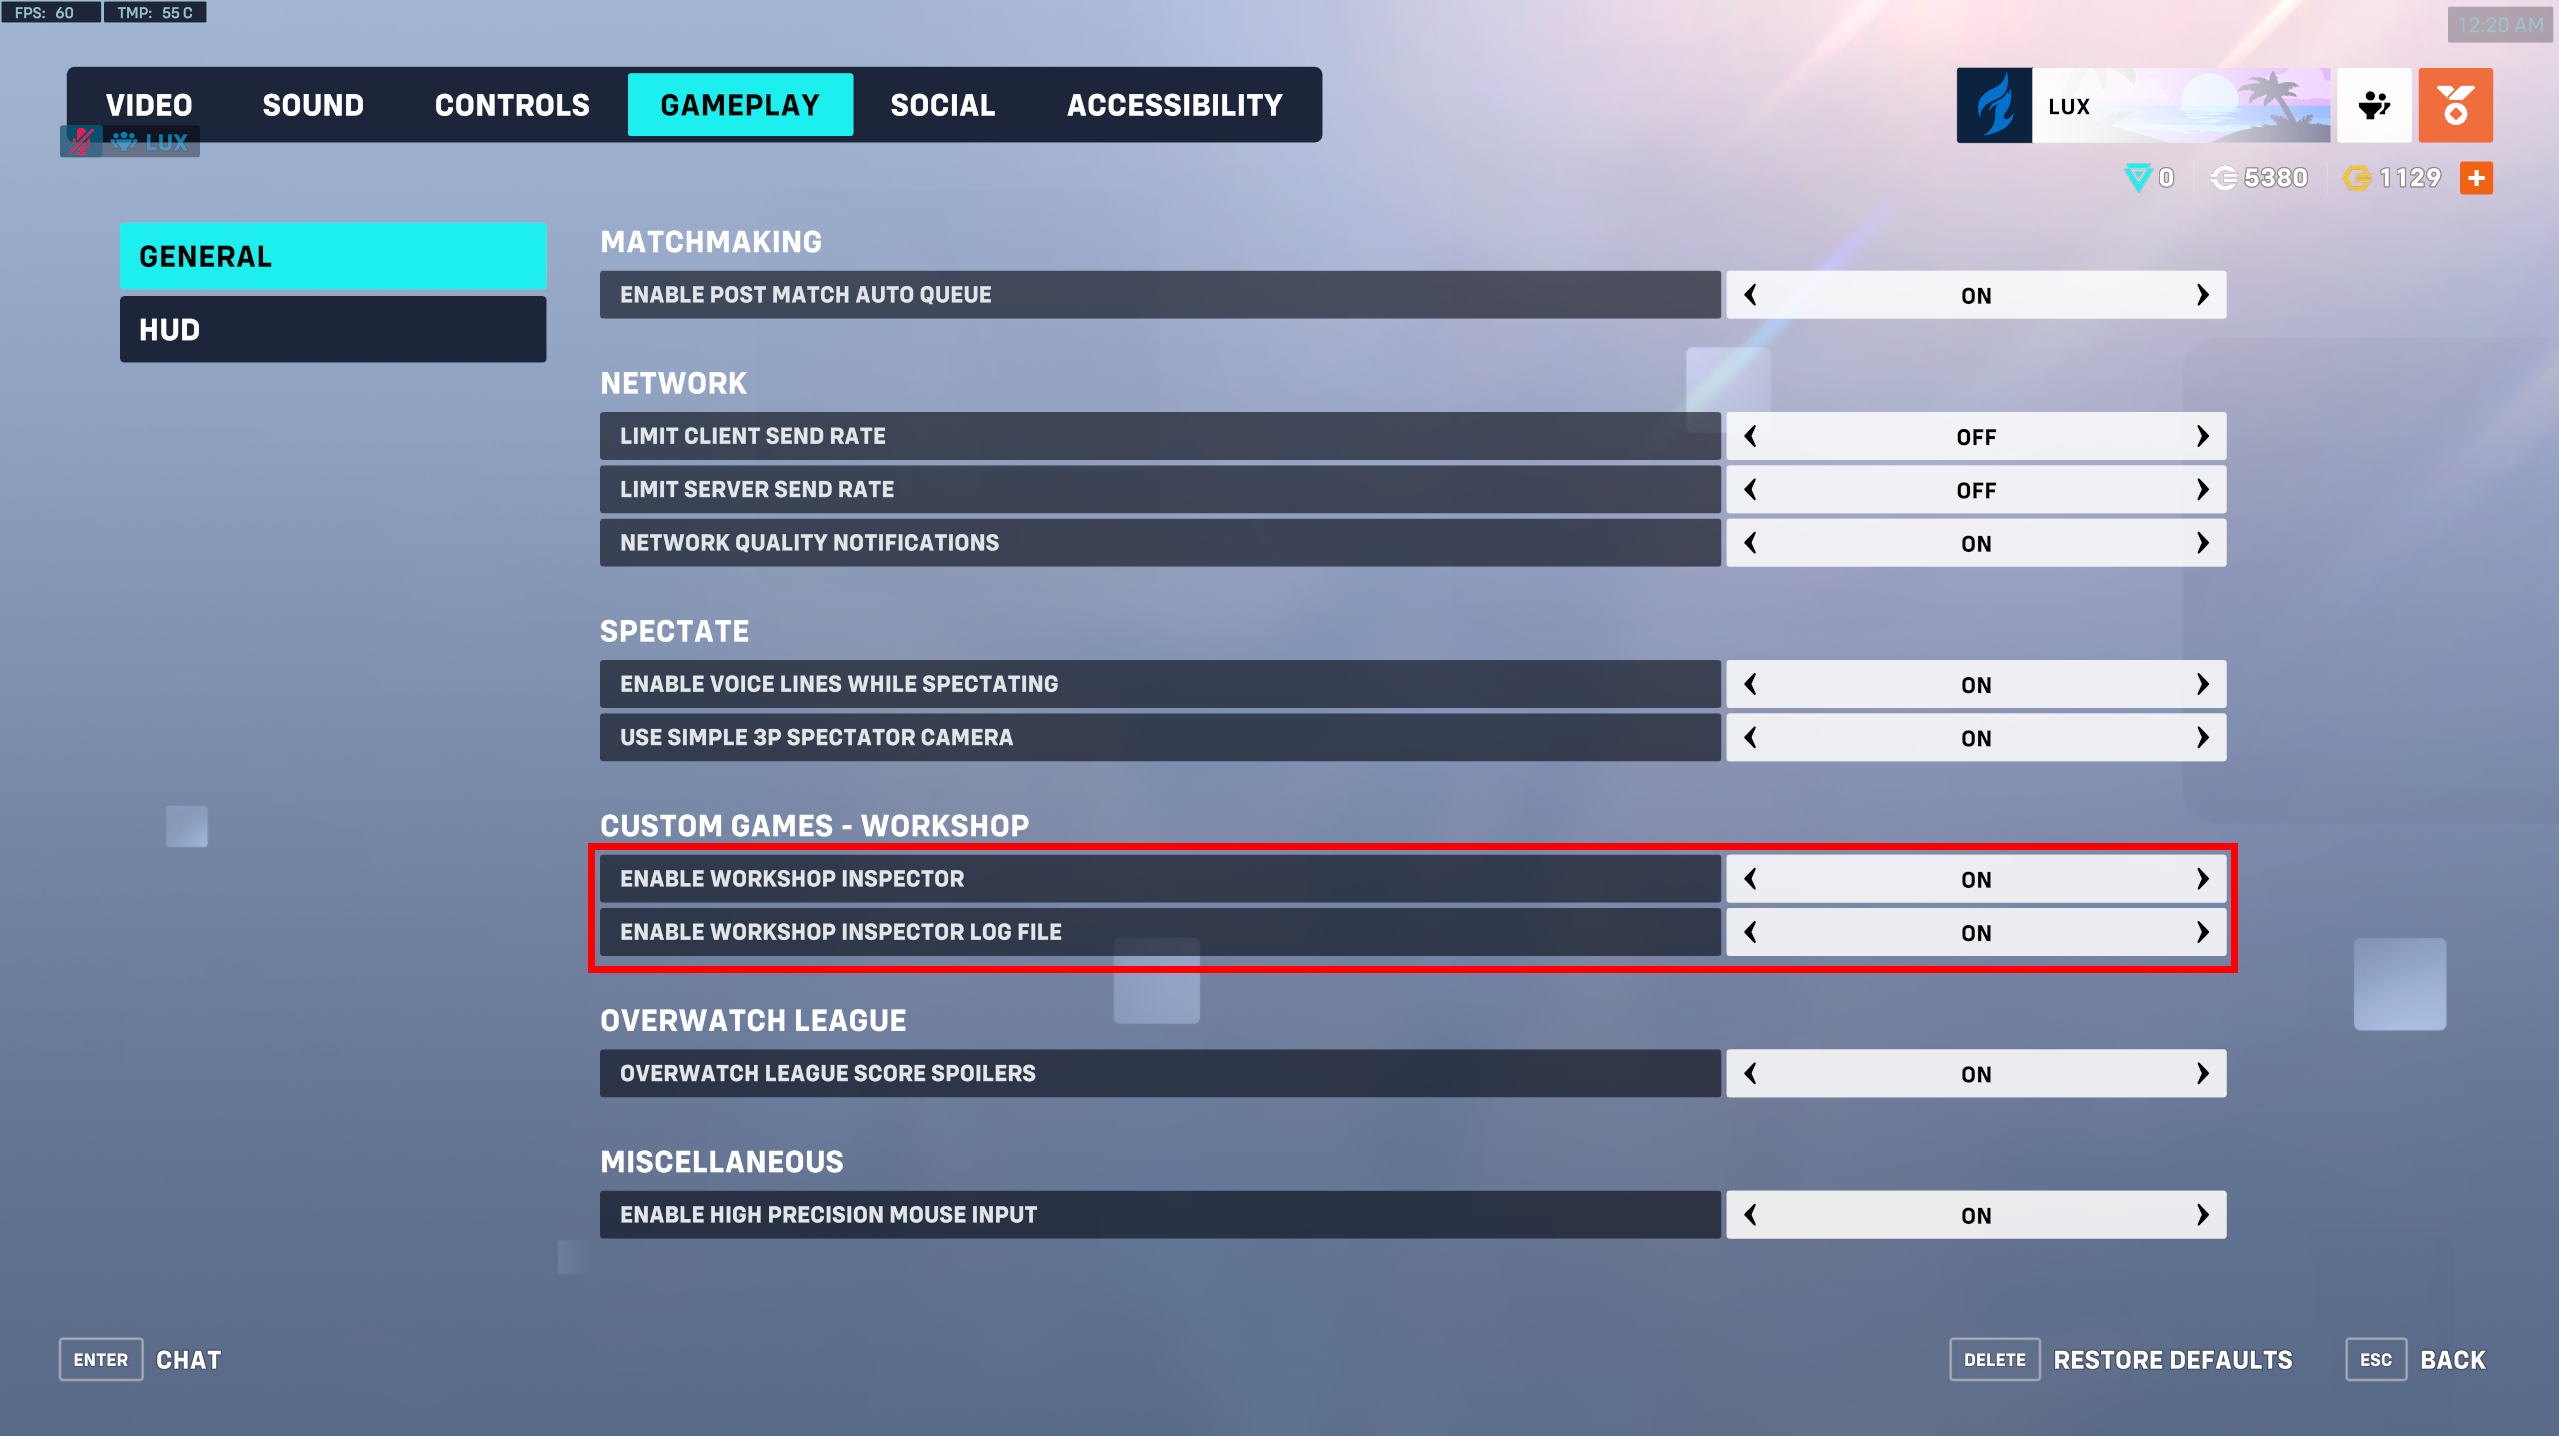 FPS: 60 TMP: 55 C
12:20 AM
VIDEO SOUND CONTROLS GAMEPLAY SOCIAL ACCESSIBILITY
LUX
LUX
0 5380 1129 +
GENERAL
HUD
MATCHMAKING
ENABLE POST MATCH AUTO QUEUE ON
NETWORK
LIMIT CLIENT SEND RATE OFF
LIMIT SERVER SEND RATE OFF
NETWORK QUALITY NOTIFICATIONS ON
SPECTATE
ENABLE VOICE LINES WHILE SPECTATING ON
USE SIMPLE 3P SPECTATOR CAMERA ON
CUSTOM GAMES - WORKSHOP
ENABLE WORKSHOP INSPECTOR ON
ENABLE WORKSHOP INSPECTOR LOG FILE ON
OVERWATCH LEAGUE
OVERWATCH LEAGUE SCORE SPOILERS ON
MISCELLANEOUS
ENABLE HIGH PRECISION MOUSE INPUT ON
ENTER CHAT
DELETE RESTORE DEFAULTS ESC BACK